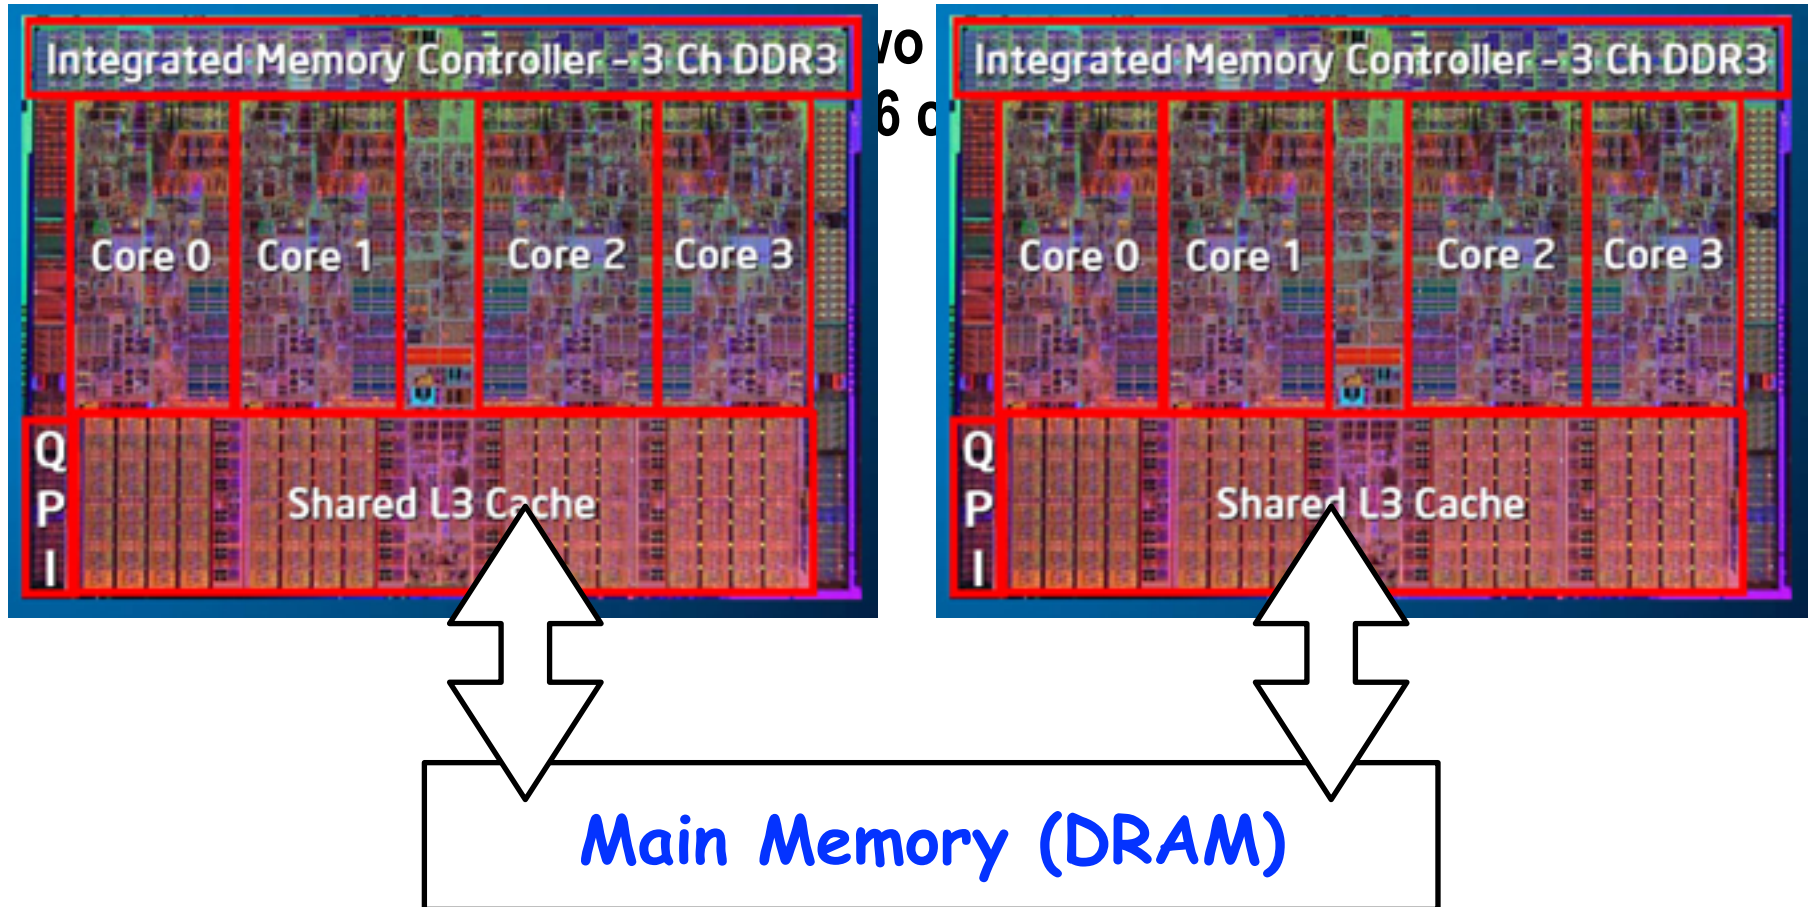 Integrated Memory Controller - 3 Ch DDR3
Core 0 Core 1 Core 2 Core 3
Q
P
I
Shared L3 Cache
Integrated Memory Controller - 3 Ch DDR3
Core 0 Core 1 Core 2 Core 3
Q
P
I
Shared L3 Cache
Main Memory (DRAM)